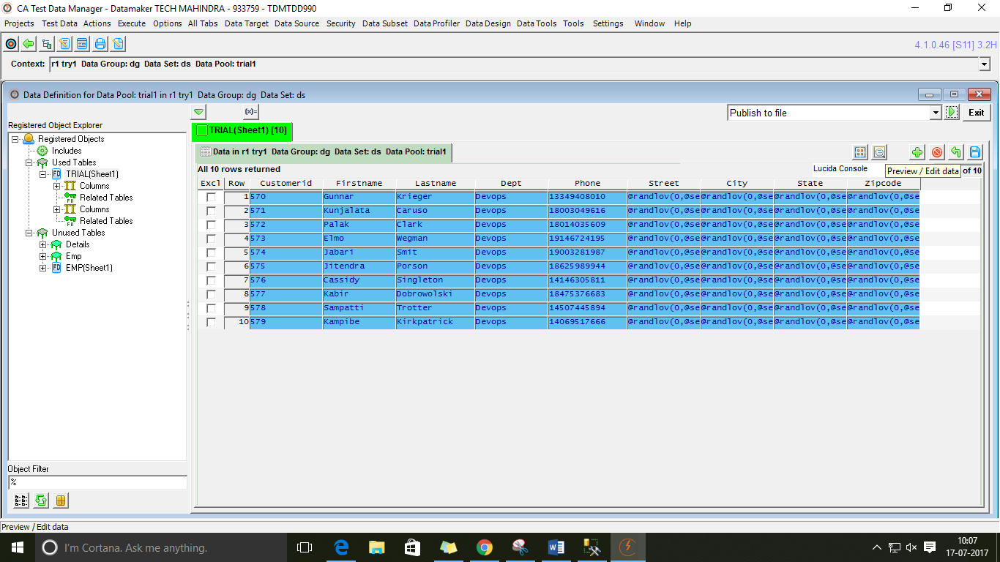 CA Test Data Manager - Datamaker TECH MAHINDRA - 933759 - TDMTDD990
Projects Test Data Actions Execute Options All Tabs Data Target Data Source Security Data Subset Data Profiler Data Design Data Tools Tools Settings Window Help
4.1.0.46 [S11] 3.2H
Context: r1 try1 Data Group: dg Data Set: ds Data Pool: trial1
Data Definition for Data Pool: trial1 in r1 try1 Data Group: dg Data Set: ds
(x)= Publish to file Exit
Registered Object Explorer
Registered Objects
Includes
Used Tables
FD TRIAL(Sheet1)
Columns
FK Related Tables
Columns
FK Related Tables
Unused Tables
Details
Emp
FD EMP(Sheet1)
Object Filter
%
TRIAL(Sheet1) [10]
Data in r1 try1 Data Group: dg Data Set: ds Data Pool: trial1
All 10 rows returned
Lucida Console Preview / Edit data of 10
Excl Row Customerid Firstname Lastname Dept Phone Street City State Zipcode
1 570 Gunnar Krieger Devops 13349408010 @randlov(0,@se @randlov(0,@se @randlov(0,@se @randlov(0,@se
2 571 Kunjalata Caruso Devops 18003049616 @randlov(0,@se @randlov(0,@se @randlov(0,@se @randlov(0,@se
3 572 Palak Clark Devops 18014035609 @randlov(0,@se @randlov(0,@se @randlov(0,@se @randlov(0,@se
4 573 Elmo Wegman Devops 19146724195 @randlov(0,@se @randlov(0,@se @randlov(0,@se @randlov(0,@se
5 574 Jabari Smit Devops 19003281987 @randlov(0,@se @randlov(0,@se @randlov(0,@se @randlov(0,@se
6 575 Jitendra Porson Devops 18625989944 @randlov(0,@se @randlov(0,@se @randlov(0,@se @randlov(0,@se
7 576 Cassidy Singleton Devops 14146305811 @randlov(0,@se @randlov(0,@se @randlov(0,@se @randlov(0,@se
8 577 Kabir Dobrowolski Devops 18475376683 @randlov(0,@se @randlov(0,@se @randlov(0,@se @randlov(0,@se
9 578 Sampatti Trotter Devops 14507445894 @randlov(0,@se @randlov(0,@se @randlov(0,@se @randlov(0,@se
10 579 Kampibe Kirkpatrick Devops 14069517666 @randlov(0,@se @randlov(0,@se @randlov(0,@se @randlov(0,@se
Preview / Edit data
I'm Cortana. Ask me anything.
10:07
17-07-2017